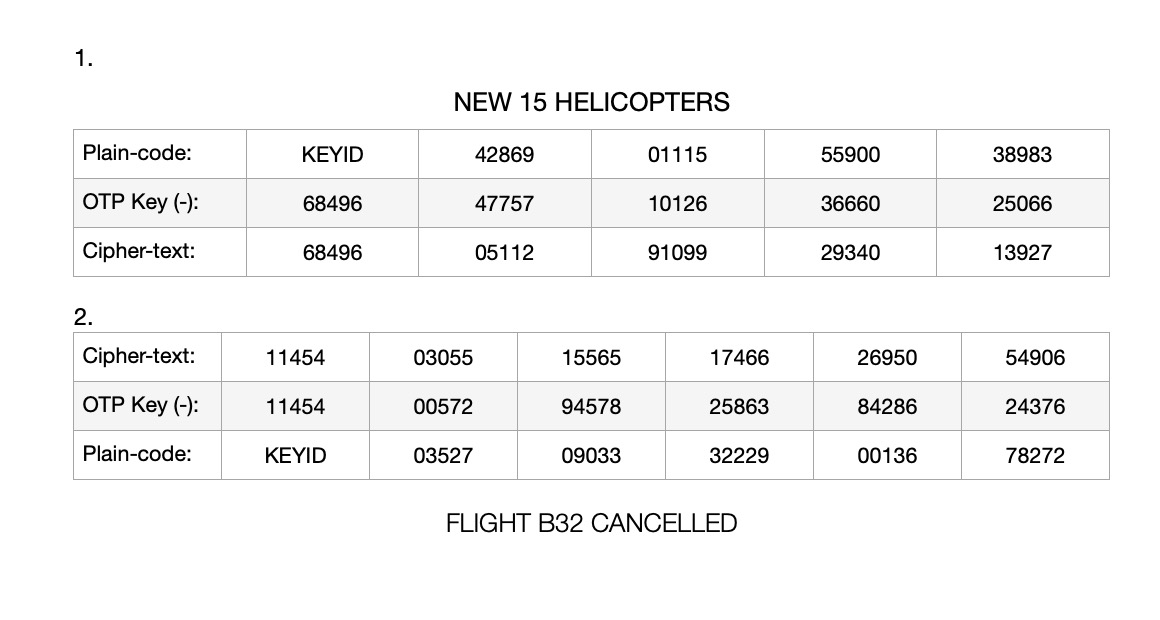 1.
NEW 15 HELICOPTERS
Plain-code: KEYID 42869 01115 55900 38983
OTP Key (-): 68496 47757 10126 36660 25066
Cipher-text: 68496 05112 91099 29340 13927
2.
Cipher-text: 11454 03055 15565 17466 26950 54906
OTP Key (-): 11454 00572 94578 25863 84286 24376
Plain-code: KEYID 03527 09033 32229 00136 78272
FLIGHT B32 CANCELLED